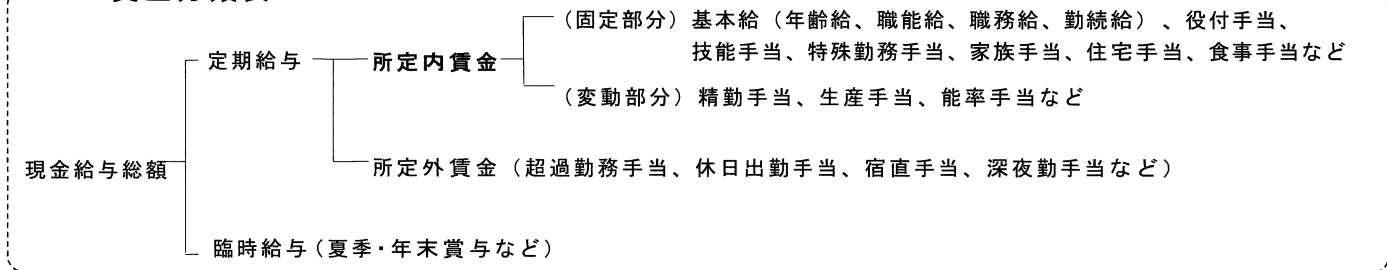 (固定部分) 基本給 (年齢給、職能給、職務給、勤続給) 、役付手当、
技能手当、特殊勤務手当、家族手当、住宅手当、食事手当など
定期給与
所定内賃金
(変動部分) 精勤手当、生産手当、能率手当など
現金給与総額
所定外賃金 (超過勤務手当、休日出勤手当、宿直手当、深夜勤手当など)
臨時給与 (夏季・年末賞与など)